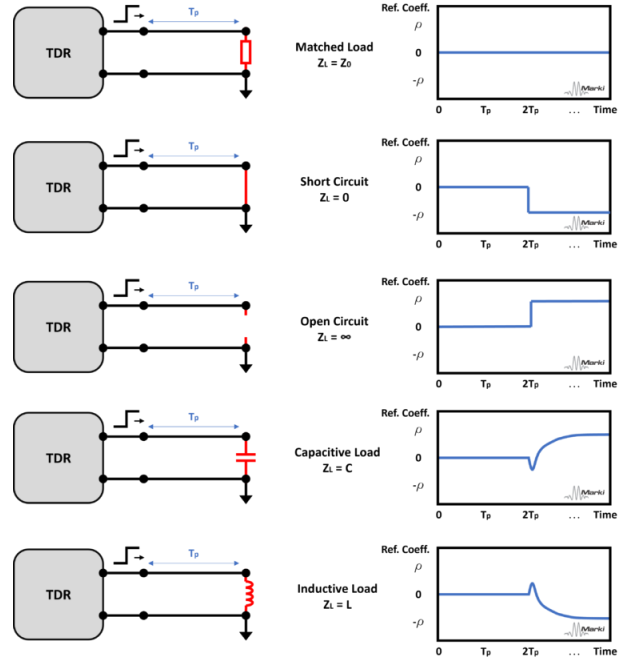 TDR
Tp
Matched Load
ZL = Z0
Ref. Coeff.
ρ
0
-ρ
Marki
0 Tp 2Tp ... Time
TDR
Tp
Short Circuit
ZL = 0
Ref. Coeff.
ρ
0
-ρ
Marki
0 Tp 2Tp ... Time
TDR
Tp
Open Circuit
ZL = ∞
Ref. Coeff.
ρ
0
-ρ
Marki
0 Tp 2Tp ... Time
TDR
Tp
Capacitive Load
ZL = C
Ref. Coeff.
ρ
0
-ρ
Marki
0 Tp 2Tp ... Time
TDR
Tp
Inductive Load
ZL = L
Ref. Coeff.
ρ
0
-ρ
Marki
0 Tp 2Tp ... Time